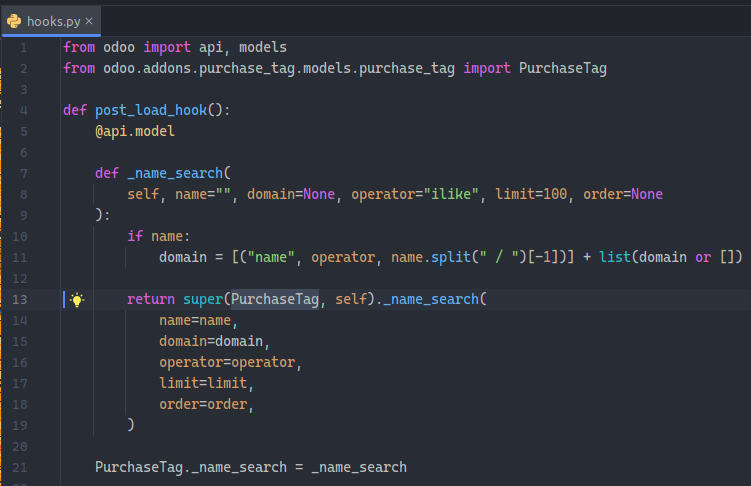 hooks.py ×
1 from odoo import api, models
2 from odoo.addons.purchase_tag.models.purchase_tag import PurchaseTag
3
4 def post_load_hook():
5     @api.model
6
7     def _name_search(
8         self, name="", domain=None, operator="ilike", limit=100, order=None
9     ):
10         if name:
11             domain = [("name", operator, name.split(" / ")[-1])] + list(domain or [])
12
13         return super(PurchaseTag, self)._name_search(
14             name=name,
15             domain=domain,
16             operator=operator,
17             limit=limit,
18             order=order,
19         )
20
21     PurchaseTag._name_search = _name_search